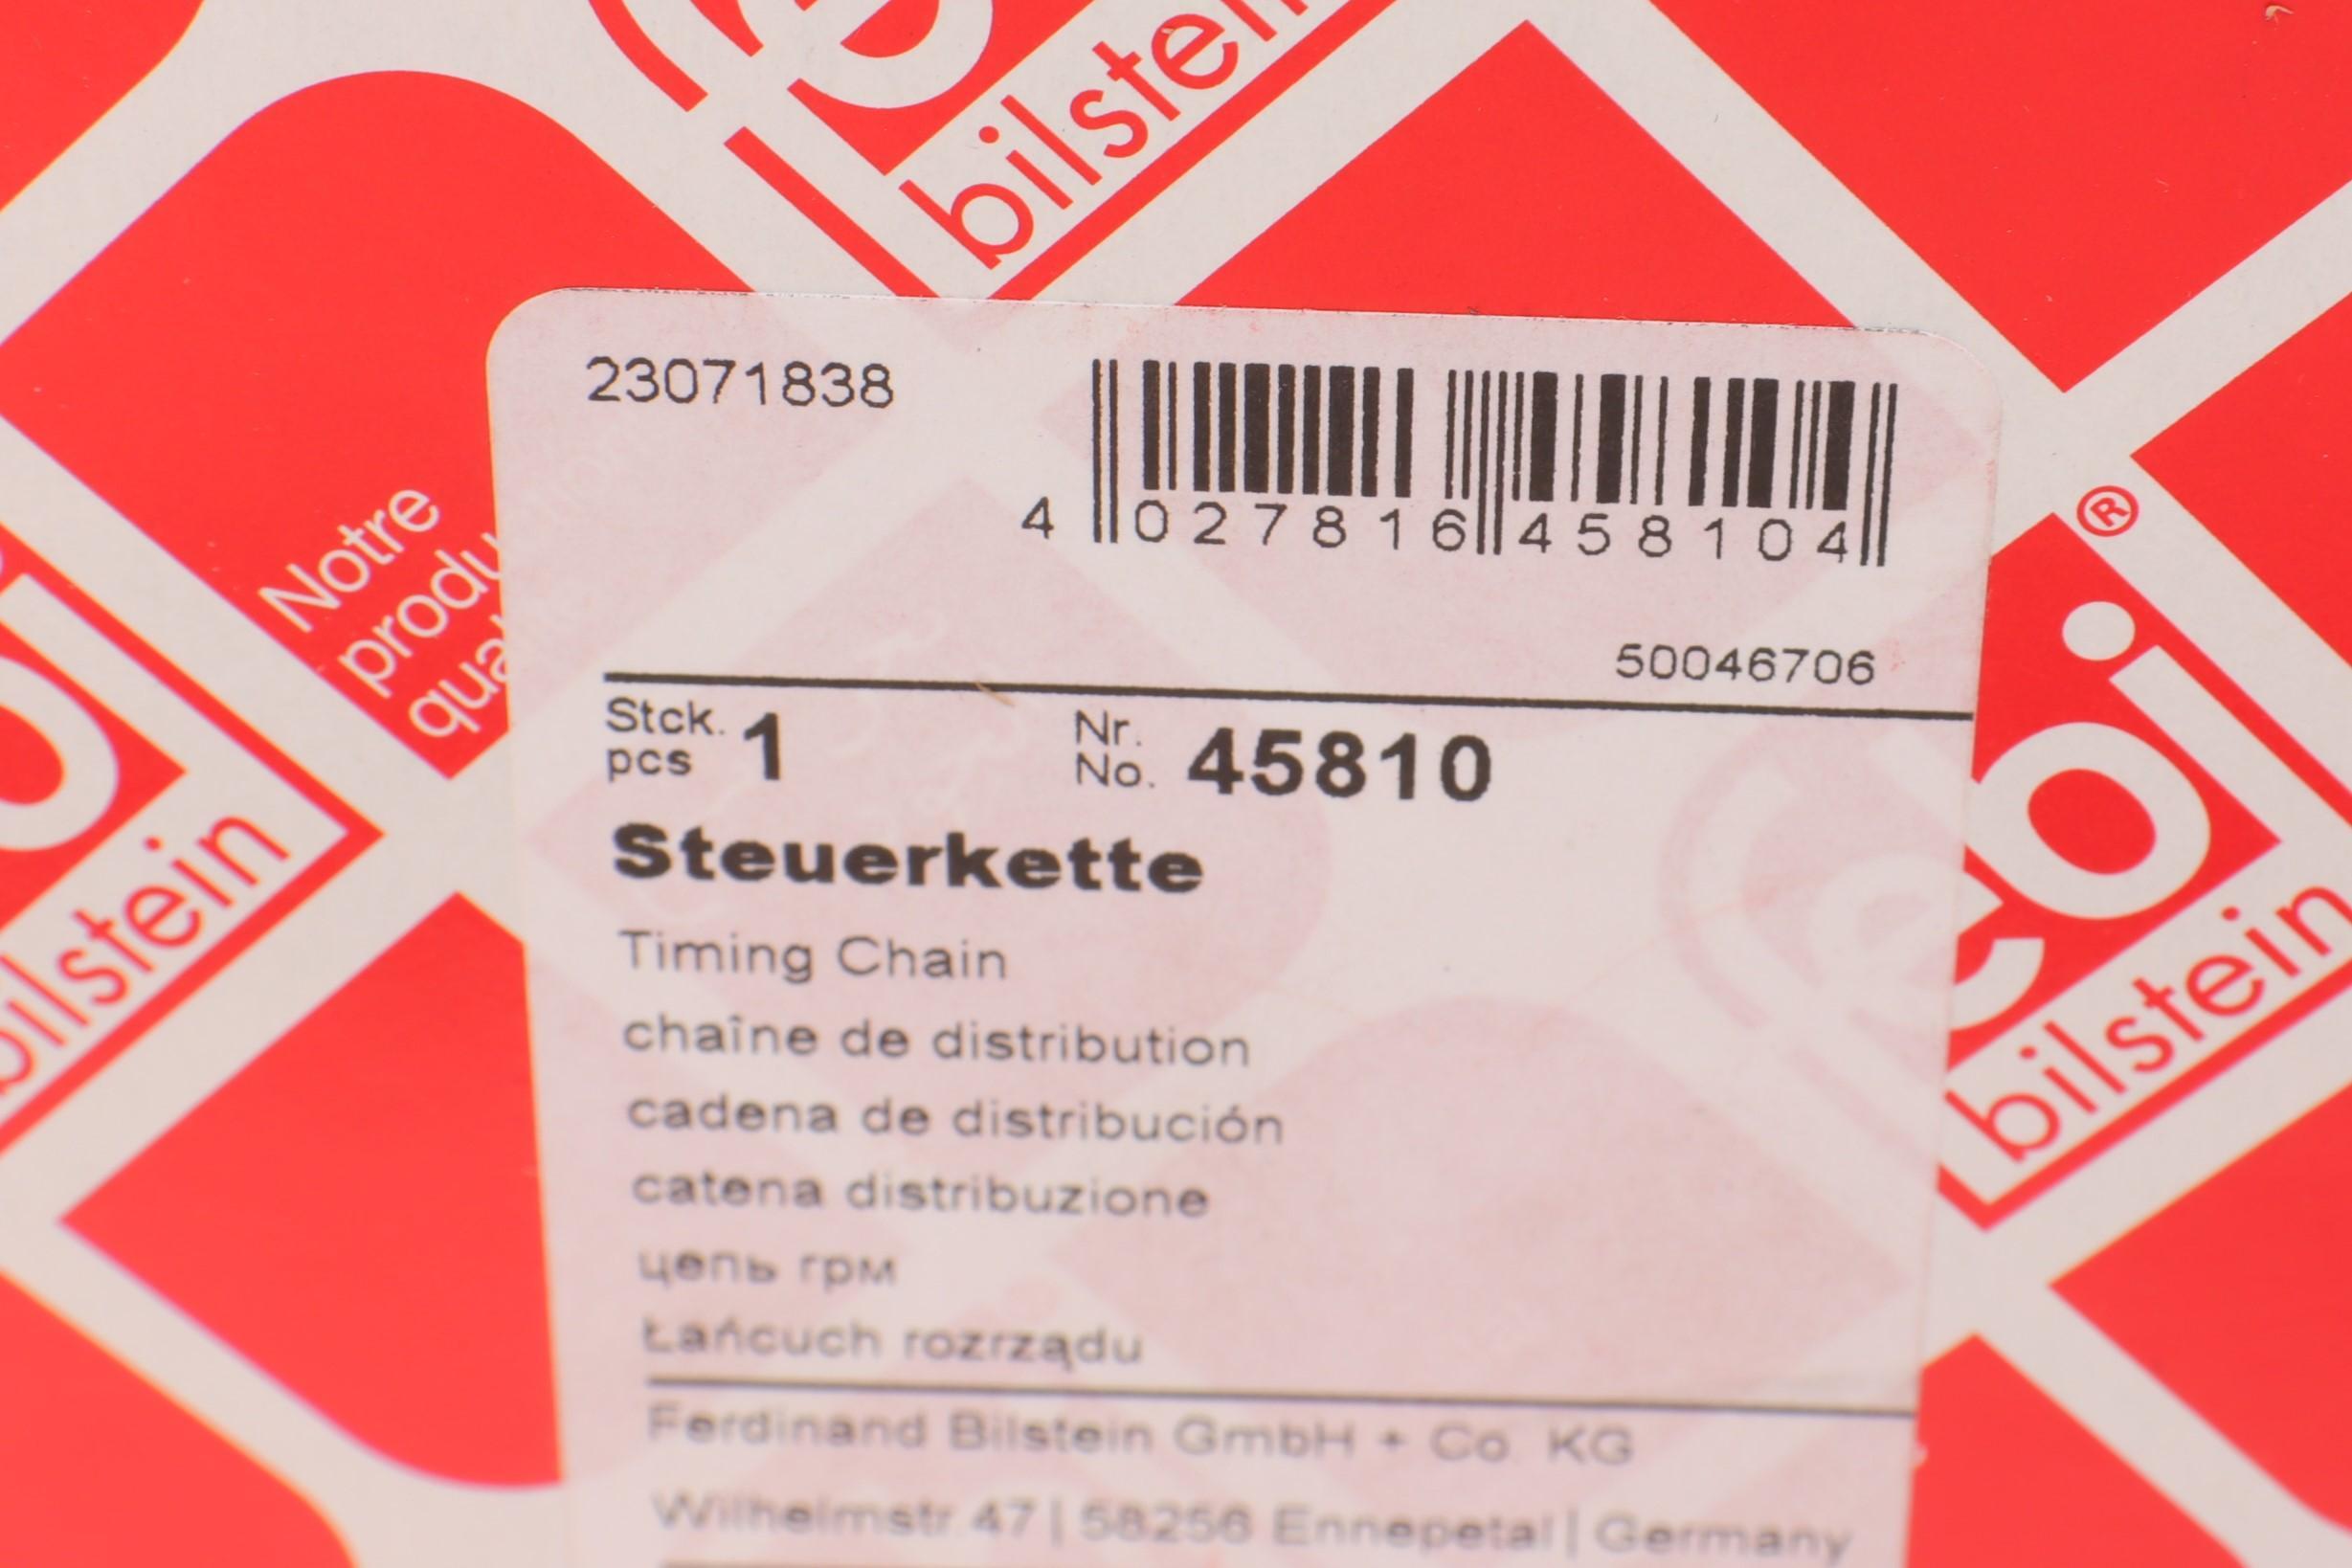 bilstein
23071838
4 027816 458104
®
Notre
produ
qual
50046706
Stck.
pcs 1
Nr.
No. 45810
ebi
bilstein
bilstein
Steuerkette
Timing Chain
chaîne de distribution
cadena de distribución
catena distribuzione
цепь грм
Łańcuch rozrządu
Ferdinand Bilstein GmbH + Co. KG
Wilhelmstr. 47 | 58256 Ennepetal | Germany